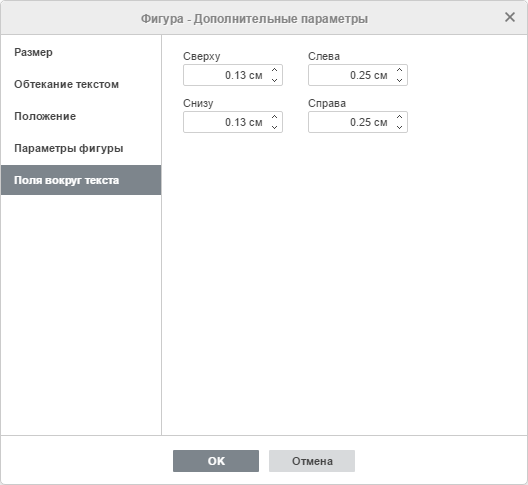 Фигура - Дополнительные параметры
Размер
Обтекание текстом
Положение
Параметры фигуры
Поля вокруг текста
Сверху Слева
0.13 см 0.25 см
Снизу Справа
0.13 см 0.25 см
OK Отмена